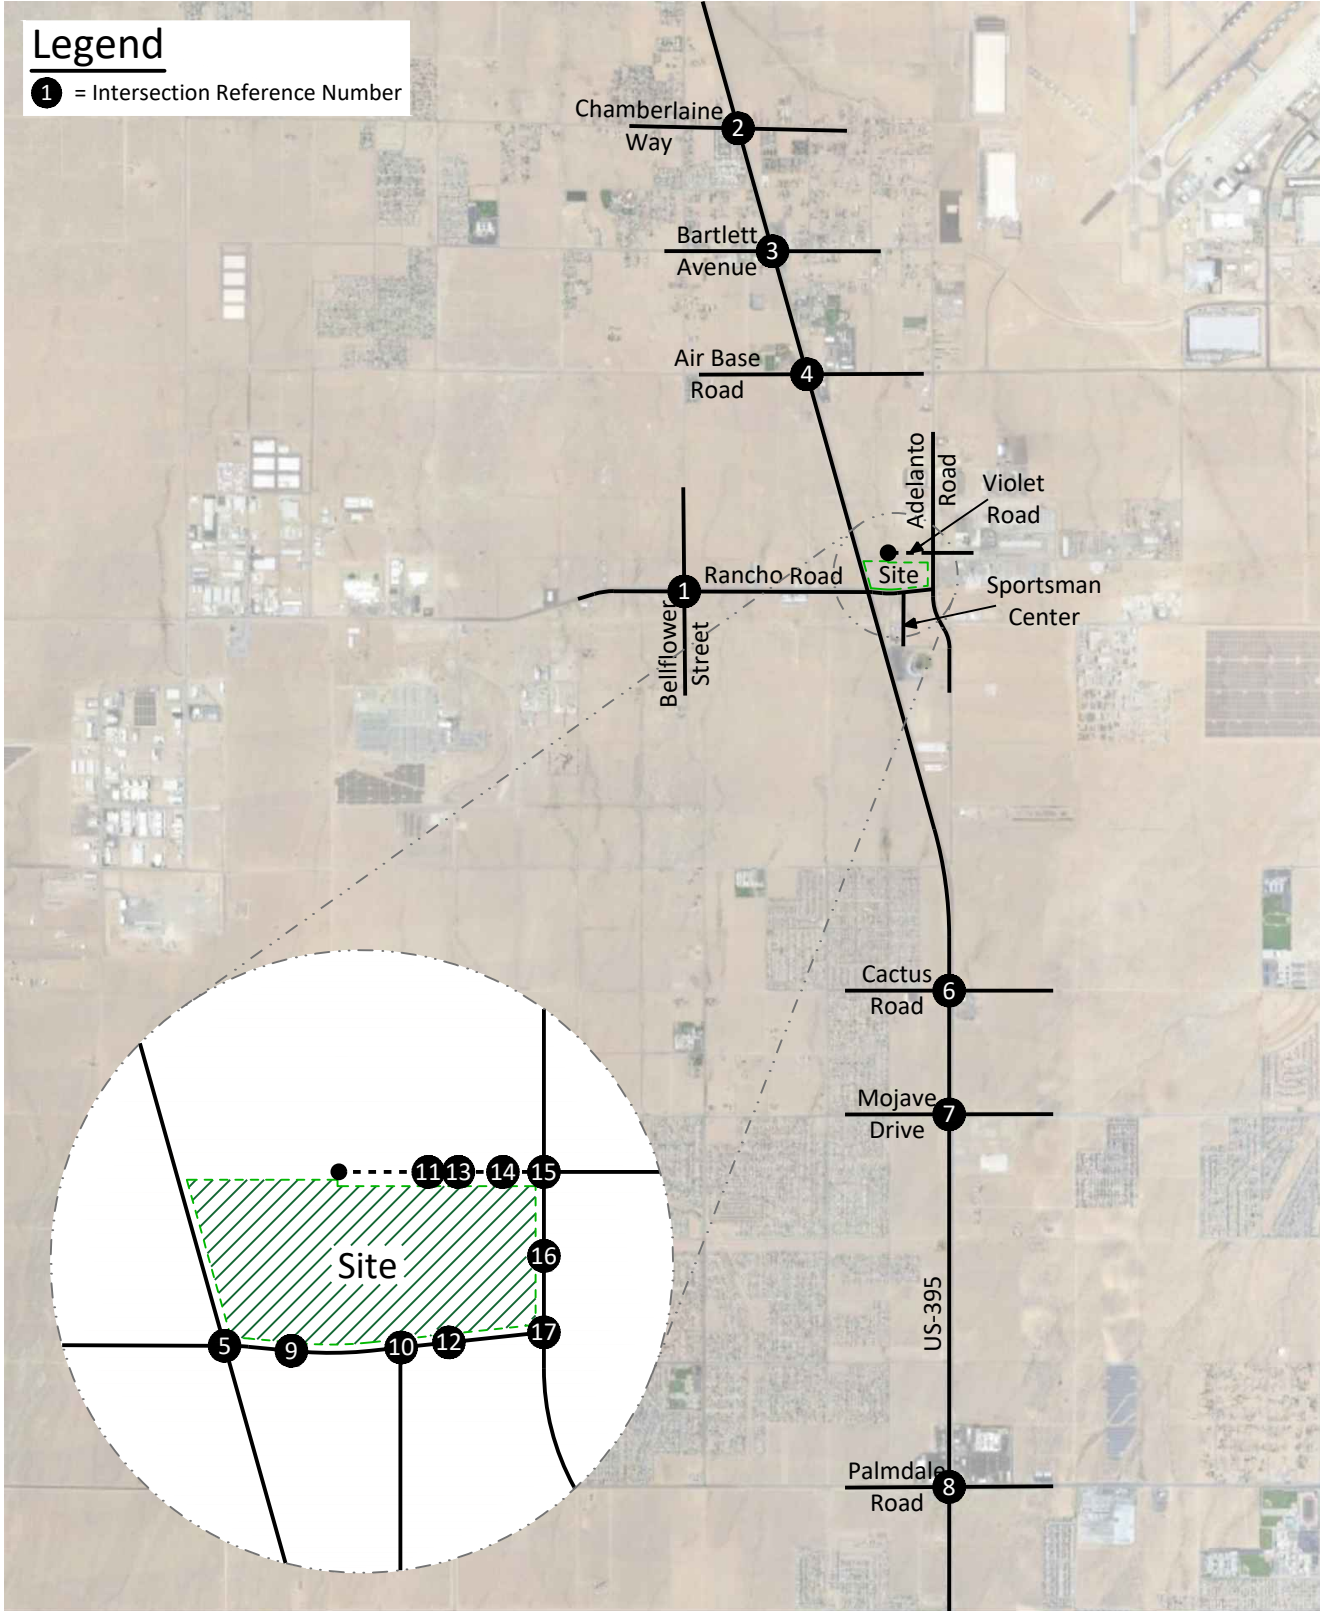 Legend
1 = Intersection Reference Number
Chamberlaine
Way
2
Bartlett
Avenue
3
Air Base
Road
4
Adelanto
Road
Violet
Road
Rancho Road
1
Site
Sportsman
Center
Bellflower
Street
Cactus
Road
6
Mojave
Drive
7
11 13 14 15
16
Site
5 9 10 12 17
US-395
Palmdale
Road
8